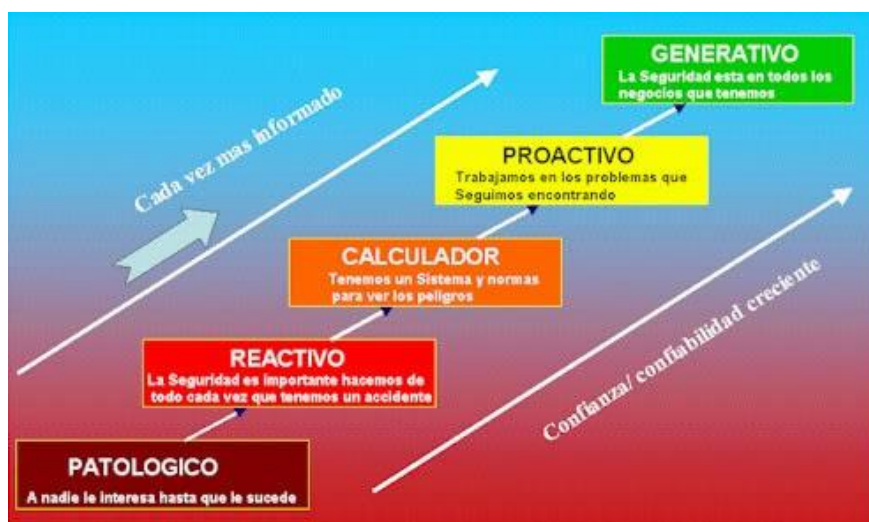 GENERATIVO
La Seguridad esta en todos los
negocios que tenemos
Cada vez mas informado
PROACTIVO
Trabajamos en los problemas que
Seguimos encontrando
CALCULADOR
Tenemos un Sistema y normas
para ver los peligros
Confianza/ confiabilidad creciente
REACTIVO
La Seguridad es importante hacemos de
todo cada vez que tenemos un accidente
PATOLOGICO
A nadie le interesa hasta que le sucede